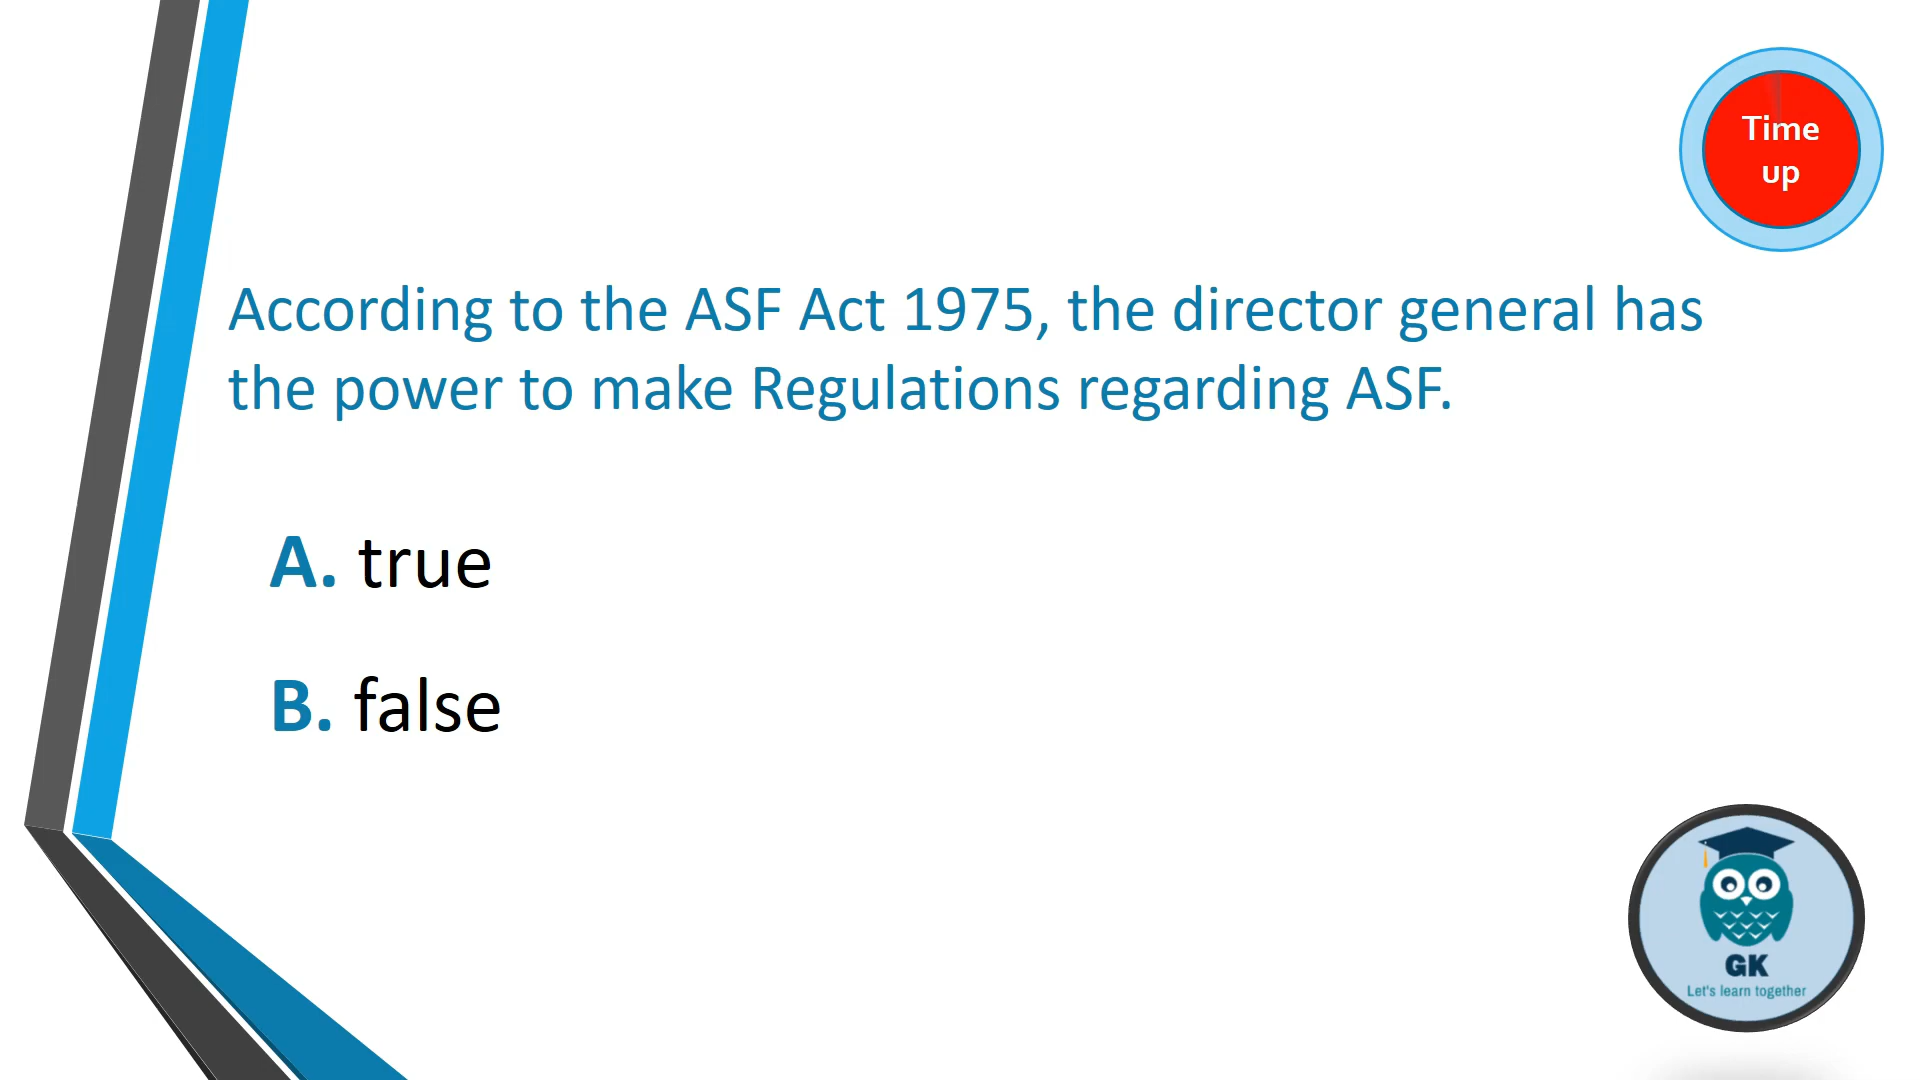 Time
up
According to the ASF Act 1975, the director general has
the power to make Regulations regarding ASF.
A. true
B. false
GK
Let's learn together